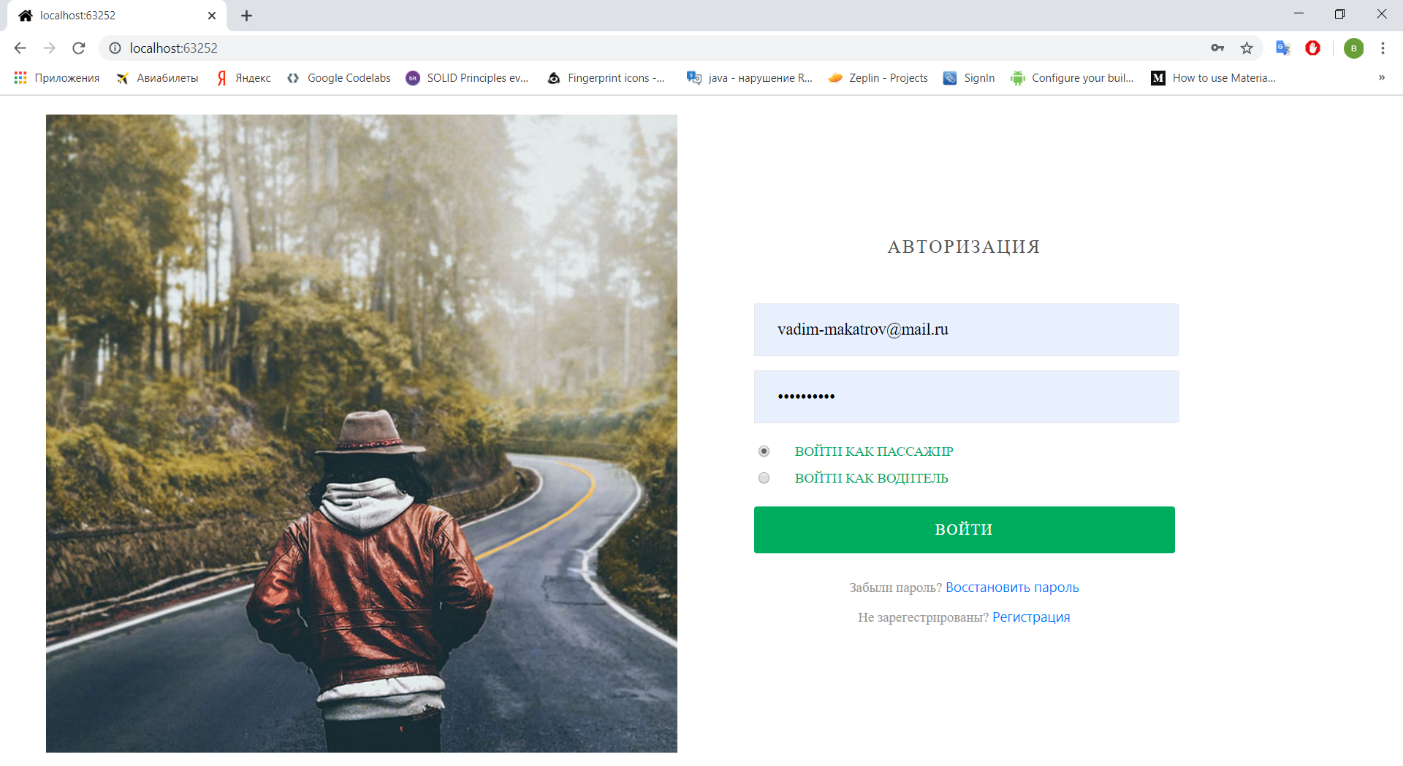 localhost:63252
localhost:63252
В
Приложения Авиабилеты Яндекс Google Codelabs bit SOLID Principles ev... Fingerprint icons -... java - нарушение R... Zeplin - Projects SignIn Configure your buil... M How to use Materia... »
АВТОРИЗАЦИЯ
vadim-makatrov@mail.ru
••••••••••
ВОЙТИ КАК ПАССАЖИР
ВОЙТИ КАК ВОДИТЕЛЬ
ВОЙТИ
Забыли пароль? Восстановить пароль
Не зарегестрированы? Регистрация